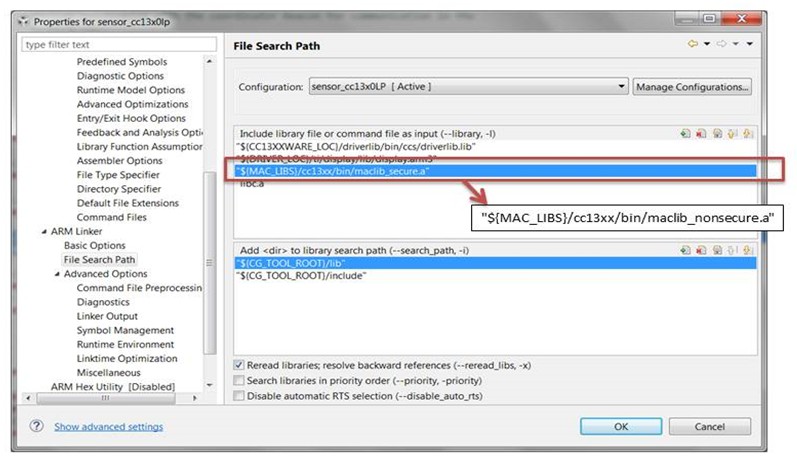 Properties for sensor_cc13x0lp
type filter text
Predefined Symbols
Diagnostic Options
Runtime Model Options
Advanced Optimizations
Entry/Exit Hook Options
Feedback and Analysis Opti
Library Function Assumption
Assembler Options
File Type Specifier
Directory Specifier
Default File Extensions
Command Files
ARM Linker
Basic Options
File Search Path
Advanced Options
Command File Preprocessin
Diagnostics
Linker Output
Symbol Management
Runtime Environment
Linktime Optimization
Miscellaneous
ARM Hex Utility [Disabled]
File Search Path
Configuration: sensor_cc13x0LP [ Active ]
Manage Configurations...
Include library file or command file as input (--library, -l)
"${CC13XXWARE_LOC}/driverlib/bin/ccs/driverlib.lib"
"${DRIVER_LOC}/ti/display/lib/display.arm3"
"${MAC_LIBS}/cc13xx/bin/maclib_secure.a"
libc.a
"${MAC_LIBS}/cc13xx/bin/maclib_nonsecure.a"
Add <dir> to library search path (--search_path, -i)
"${CG_TOOL_ROOT}/lib"
"${CG_TOOL_ROOT}/include"
Reread libraries; resolve backward references (--reread_libs, -x)
Search libraries in priority order (--priority, -priority)
Disable automatic RTS selection (--disable_auto_rts)
Show advanced settings
OK
Cancel